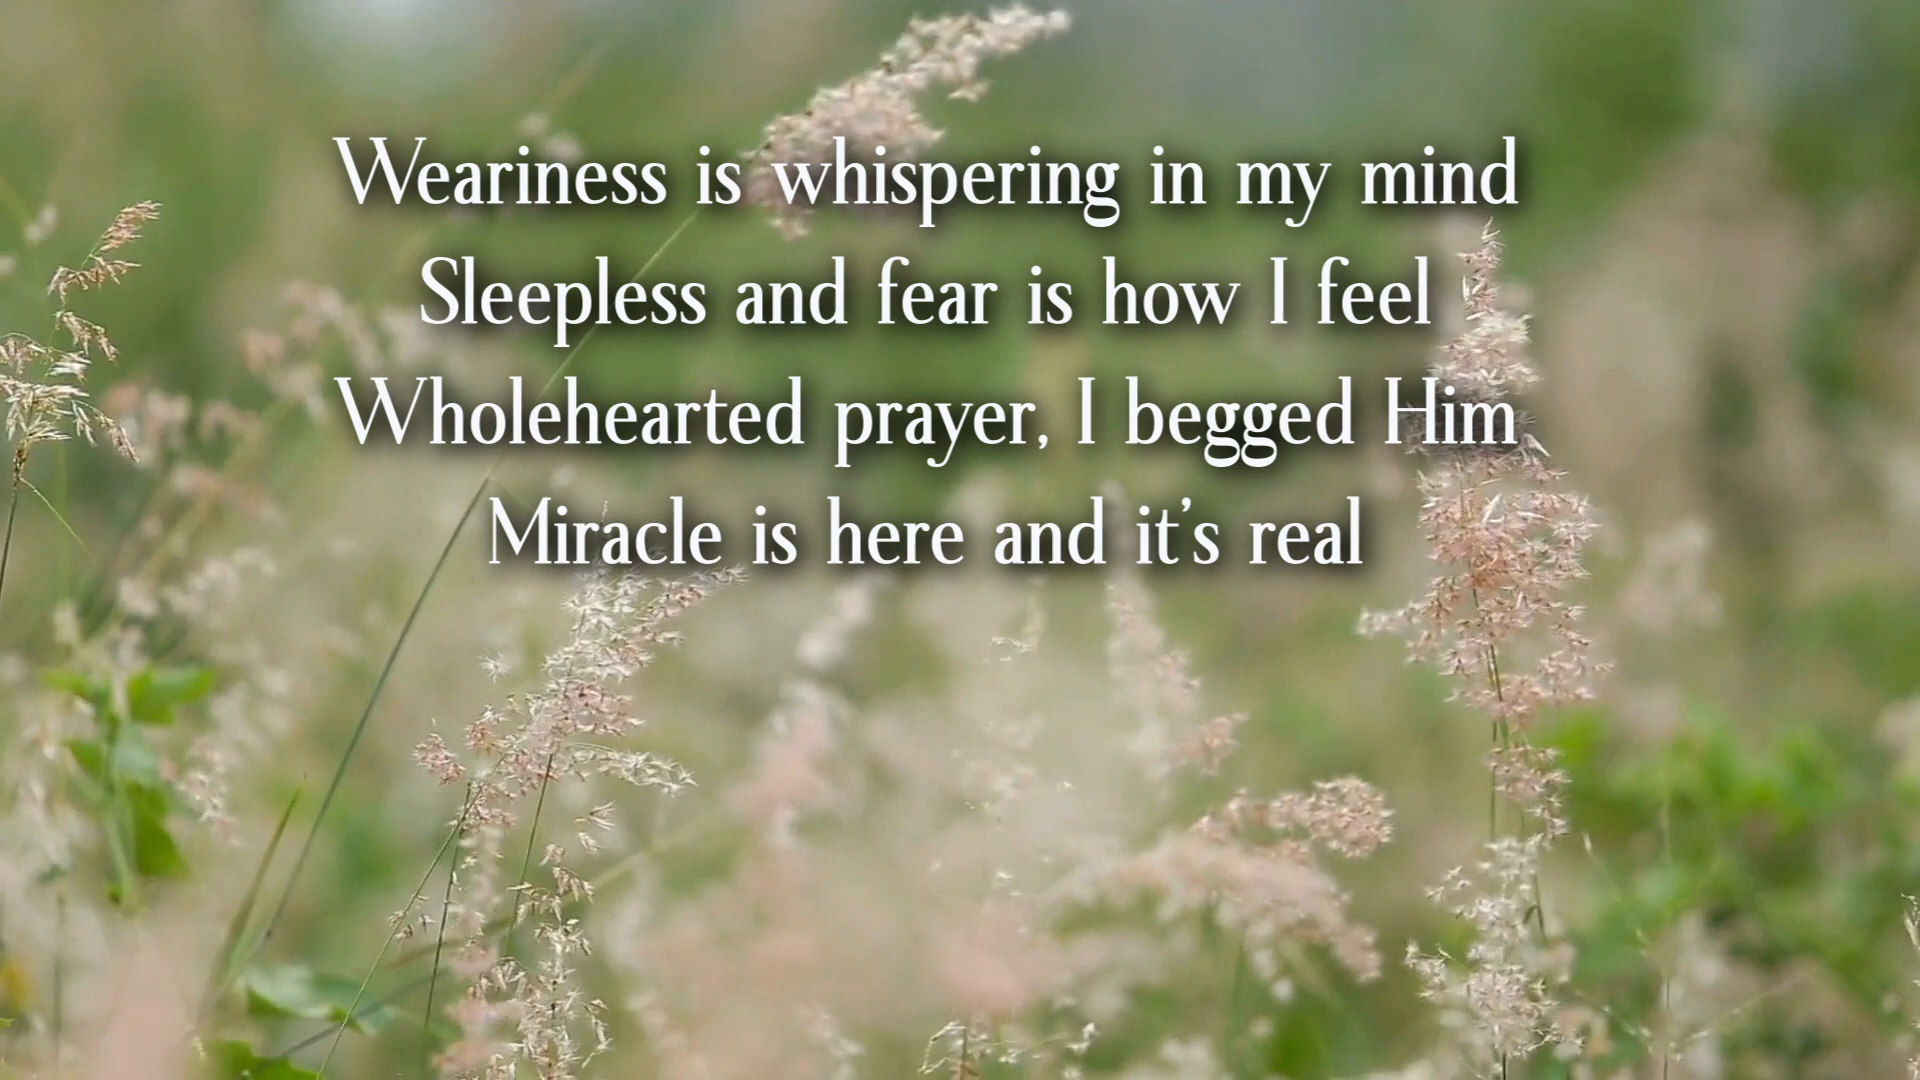 Weariness is whispering in my mind
Sleepless and fear is how I feel
Wholehearted prayer, I begged Him
Miracle is here and it's real